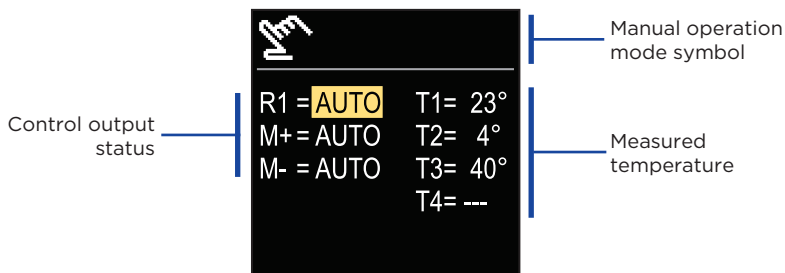 Manual operation
mode symbol
Control output
status
R1 = AUTO
M+ = AUTO
M- = AUTO
T1= 23°
T2= 4°
T3= 40°
T4= ---
Measured
temperature